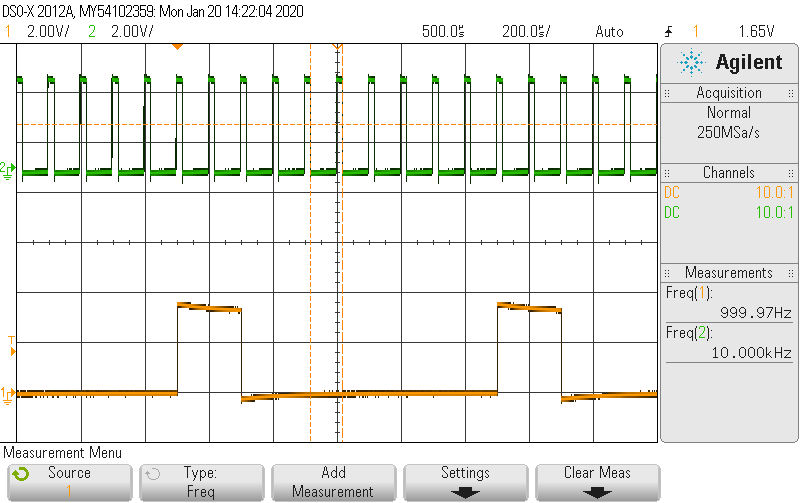 DSO-X 2012A, MY54102359: Mon Jan 20 14:22:04 2020
1 2.00V/ 2 2.00V/ 500.0s 200.0s/ Auto 1 1.65V
Agilent
Acquisition
Normal
250MSa/s
Channels
DC 10.0:1
DC 10.0:1
Measurements
Freq(1):
999.97Hz
Freq(2):
10.000kHz
2
T
1
Measurement Menu
Source
1
Type:
Freq
Add
Measurement
Settings
Clear Meas